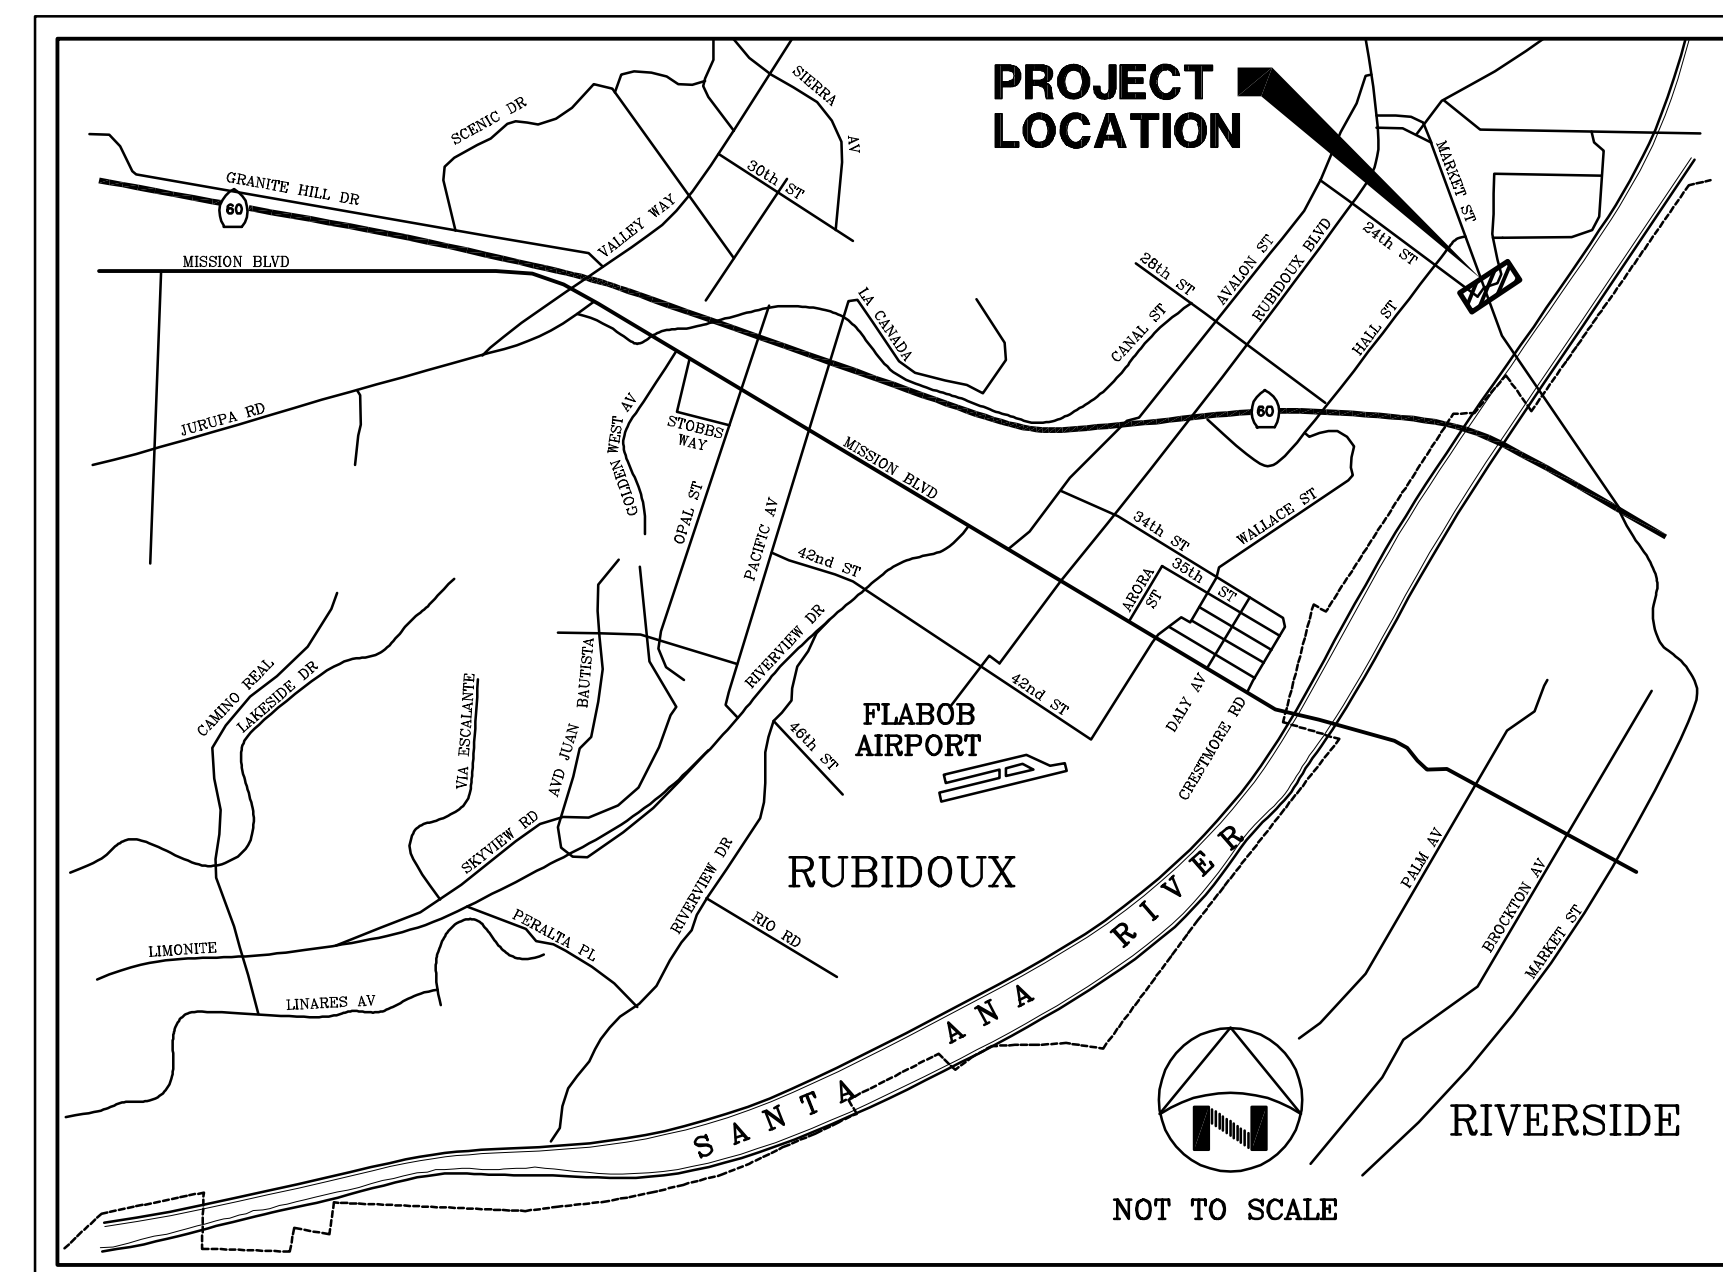 PROJECT
LOCATION
SIERRA
AV
SCENIC DR
30th ST
GRANITE HILL DR
60
VALLEY WAY
MISSION BLVD
MARKET ST
24th ST
28th ST
AVALON ST
RUBIDOUX BLVD
CANAL ST
HALL ST
LA CANADA
JURUPA RD
GOLDEN WEST AV
STOBBS
WAY
60
MISSION BLVD
OPAL ST
PACIFIC AV
42nd ST
34th ST
WALLACE ST
35th ST
ARORA
ST
RIVERVIEW DR
CAMINO REAL
LAKESIDE DR
VIA ESCALANTE
AVD JUAN BAUTISTA
42nd ST
DALY AV
CRESTMORE RD
46th ST
FLABOB
AIRPORT
SKYVIEW RD
RUBIDOUX
RIVERVIEW DR
PERALTA PL
RIO RD
LIMONITE
LINARES AV
SANTA ANA RIVER
PALM AV
BROCKTON AV
MARKET ST
N
RIVERSIDE
NOT TO SCALE